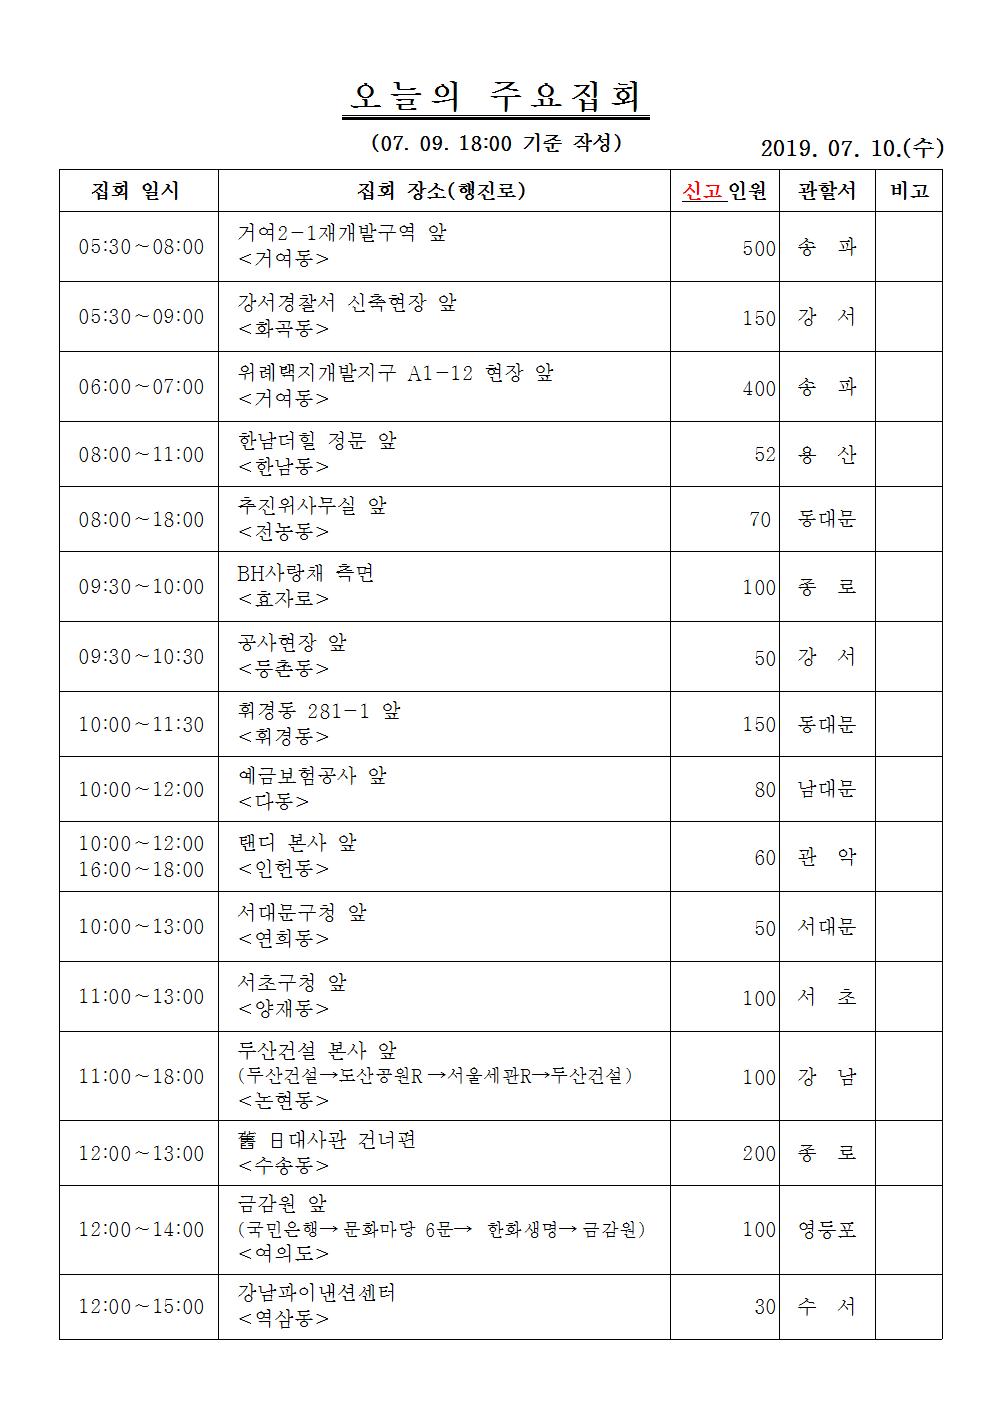 오늘의 주요집회
(07. 09. 18:00 기준 작성)
2019. 07. 10.(수)
집회 일시 집회 장소(행진로) 신고인원 관할서 비고
05:30～08:00 거여2-1재개발구역 앞 <거여동> 500 송 파
05:30～09:00 강서경찰서 신축현장 앞 <화곡동> 150 강 서
06:00～07:00 위례택지개발지구 A1-12 현장 앞 <거여동> 400 송 파
08:00～11:00 한남더힐 정문 앞 <한남동> 52 용 산
08:00～18:00 추진위사무실 앞 <전농동> 70 동대문
09:30～10:00 BH사랑채 측면 <효자로> 100 종 로
09:30～10:30 공사현장 앞 <등촌동> 50 강 서
10:00～11:30 휘경동 281-1 앞 <휘경동> 150 동대문
10:00～12:00 예금보험공사 앞 <다동> 80 남대문
10:00～12:00 16:00～18:00 탠디 본사 앞 <인헌동> 60 관 악
10:00～13:00 서대문구청 앞 <연희동> 50 서대문
11:00～13:00 서초구청 앞 <양재동> 100 서 초
11:00～18:00 두산건설 본사 앞 (두산건설→도산공원R→서울세관R→두산건설) <논현동> 100 강 남
12:00～13:00 舊 日대사관 건너편 <수송동> 200 종 로
12:00～14:00 금감원 앞 (국민은행→문화마당 6문→ 한화생명→금감원) <여의도> 100 영등포
12:00～15:00 강남파이낸션센터 <역삼동> 30 수 서